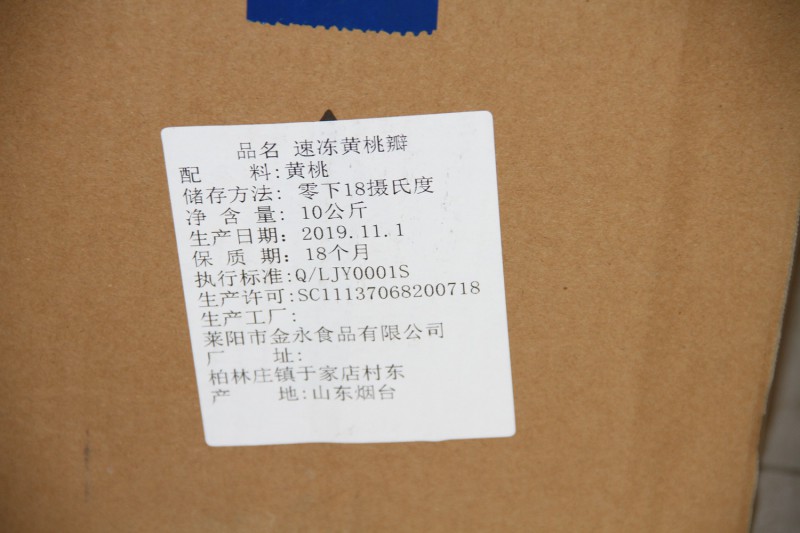 品名 速冻黄桃瓣
配 料:黄桃
储存方法: 零下18摄氏度
净 含 量: 10公斤
生产日期: 2019.11.1
保 质 期: 18个月
执行标准:Q/LJY0001S
生产许可:SC11137068200718
生产工厂:
莱阳市金永食品有限公司
厂 址:
柏林庄镇于家店村东
产 地:山东烟台